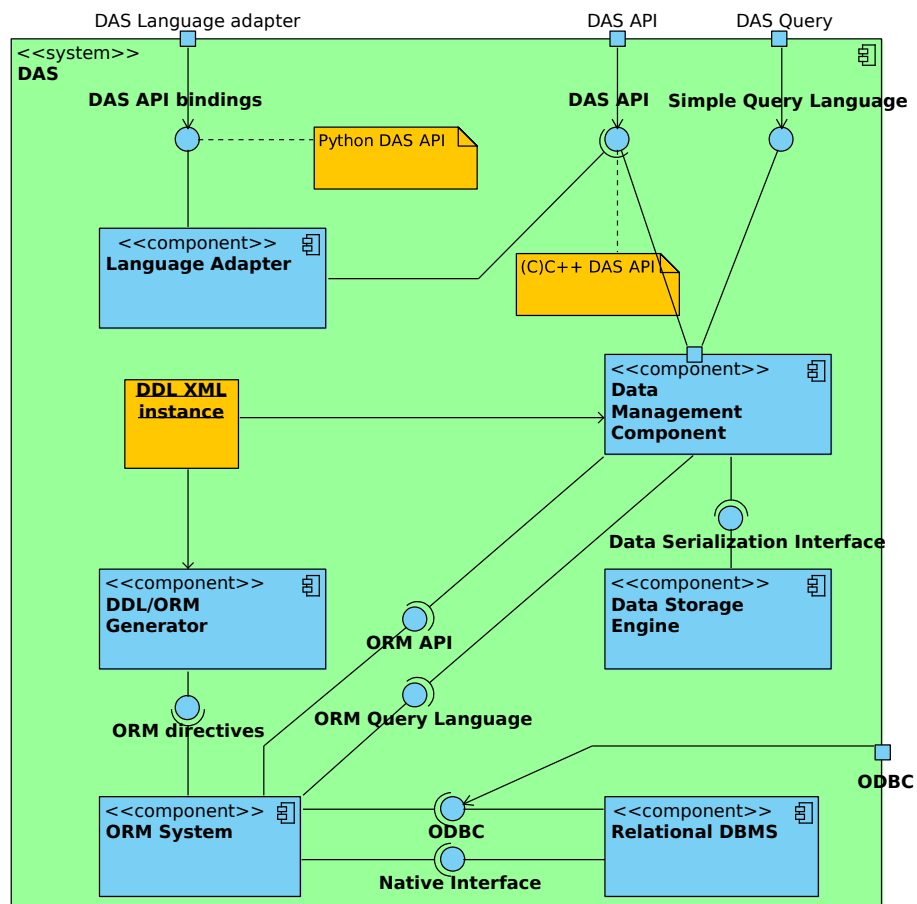 DAS Language adapter
DAS API
DAS Query
<<system>>
DAS
DAS API bindings
DAS API
Simple Query Language
Python DAS API
<<component>>
Language Adapter
(C)C++ DAS API
<<component>>
Data
Management
Component
DDL XML
instance
Data Serialization Interface
<<component>>
DDL/ORM
Generator
<<component>>
Data Storage
Engine
ORM API
ORM Query Language
ORM directives
ODBC
<<component>>
ORM System
ODBC
<<component>>
Relational DBMS
Native Interface